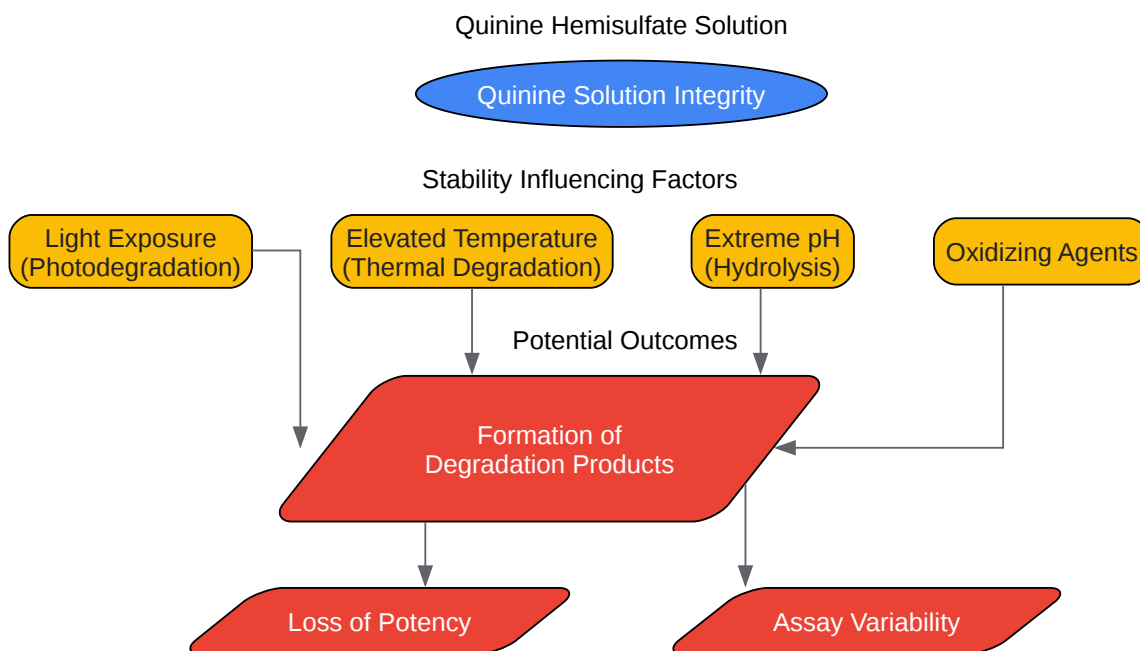 Quinine Hemisulfate Solution
Quinine Solution Integrity
Stability Influencing Factors
Light Exposure
(Photodegradation)
Elevated Temperature
(Thermal Degradation)
Extreme pH
(Hydrolysis)
Oxidizing Agents
Potential Outcomes
Formation of
Degradation Products
Loss of Potency
Assay Variability